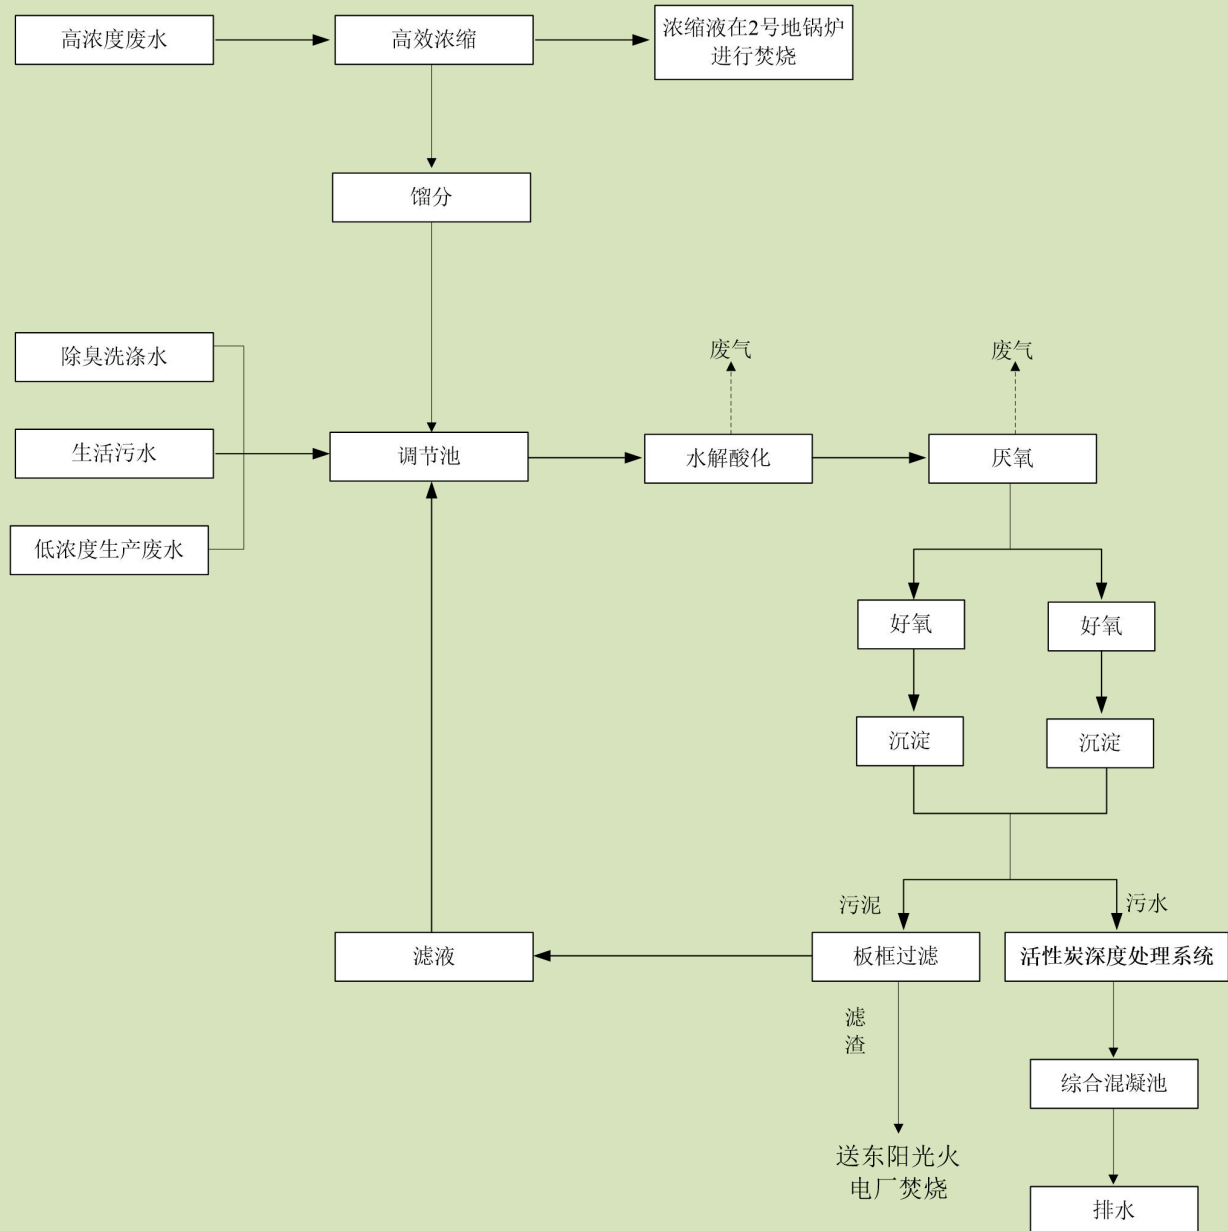 高浓度废水
高效浓缩
浓缩液在2号地锅炉
进行焚烧
馏分
除臭洗涤水
废气
废气
生活污水
调节池
水解酸化
厌氧
低浓度生产废水
好氧
好氧
沉淀
沉淀
污泥
污水
滤液
板框过滤
活性炭深度处理系统
滤
渣
综合混凝池
送东阳光火
电厂焚烧
排水